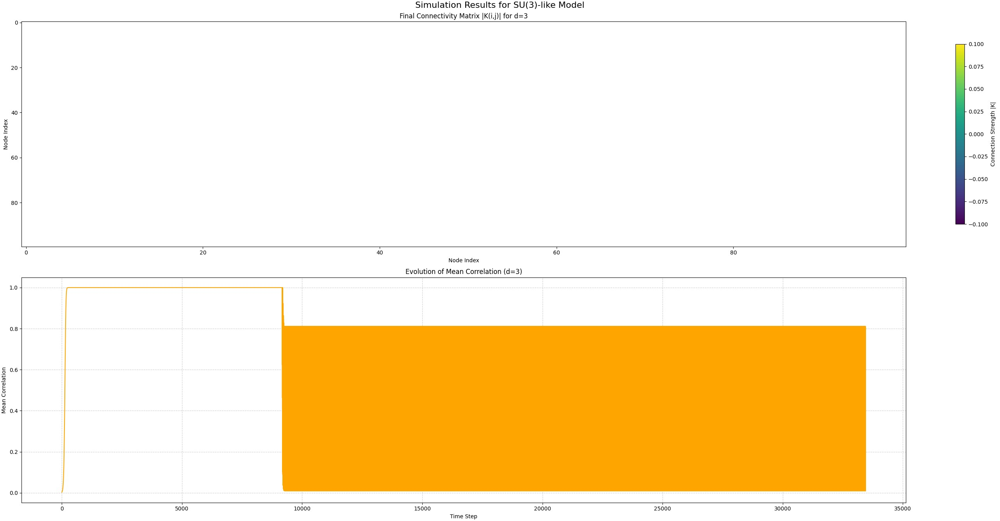 Simulation Results for SU(3)-like Model
Final Connectivity Matrix |K(i,j)| for d=3
Node Index
0
20
40
60
80
0 20 40 60 80
Node Index
0.100
0.075
0.050
0.025
0.000
−0.025
−0.050
−0.075
−0.100
Connection Strength |K|
Evolution of Mean Correlation (d=3)
Mean Correlation
1.0
0.8
0.6
0.4
0.2
0.0
0 5000 10000 15000 20000 25000 30000 35000
Time Step